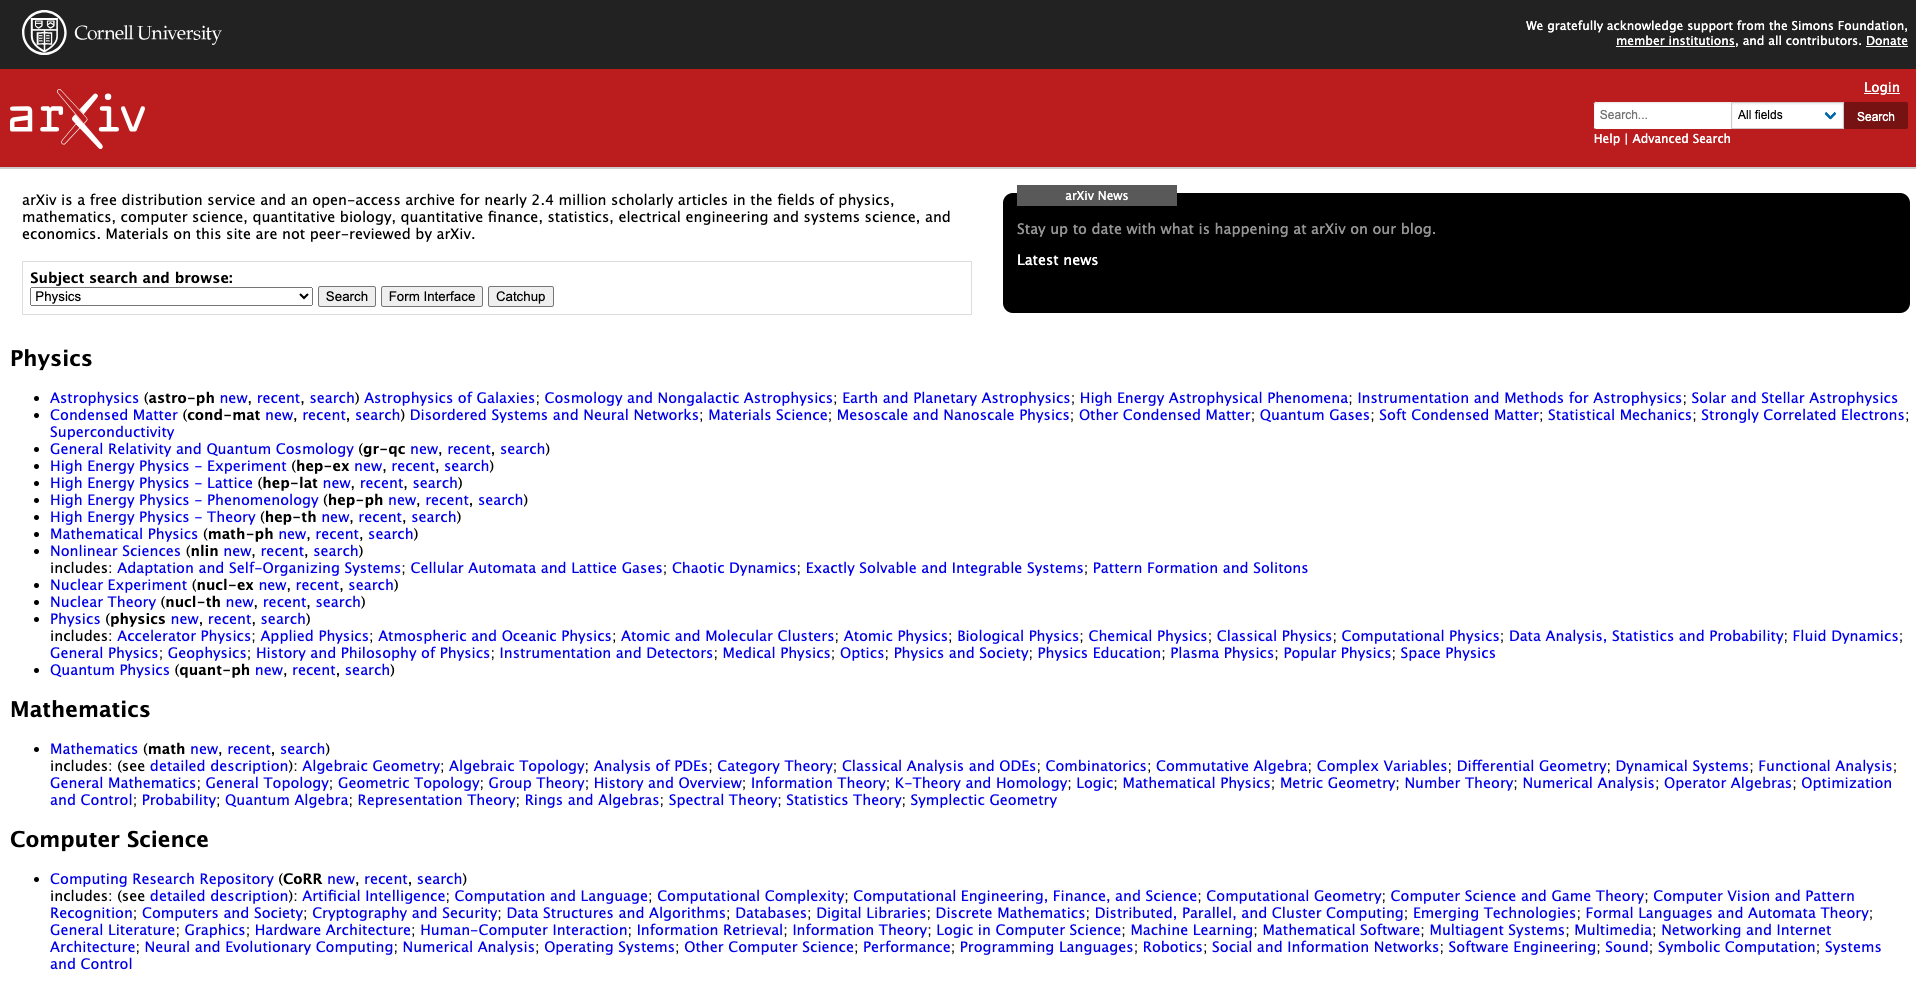 Cornell University
We gratefully acknowledge support from the Simons Foundation,
member institutions, and all contributors. Donate
arXiv
Login
Search...
All fields
Search
Help | Advanced Search
arXiv is a free distribution service and an open-access archive for nearly 2.4 million scholarly articles in the fields of physics,
mathematics, computer science, quantitative biology, quantitative finance, statistics, electrical engineering and systems science, and
economics. Materials on this site are not peer-reviewed by arXiv.
Subject search and browse:
Physics
Search
Form Interface
Catchup
arXiv News
Stay up to date with what is happening at arXiv on our blog.
Latest news
Physics
• Astrophysics (astro-ph new, recent, search) Astrophysics of Galaxies; Cosmology and Nongalactic Astrophysics; Earth and Planetary Astrophysics; High Energy Astrophysical Phenomena; Instrumentation and Methods for Astrophysics; Solar and Stellar Astrophysics
• Condensed Matter (cond-mat new, recent, search) Disordered Systems and Neural Networks; Materials Science; Mesoscale and Nanoscale Physics; Other Condensed Matter; Quantum Gases; Soft Condensed Matter; Statistical Mechanics; Strongly Correlated Electrons;
Superconductivity
• General Relativity and Quantum Cosmology (gr-qc new, recent, search)
• High Energy Physics - Experiment (hep-ex new, recent, search)
• High Energy Physics - Lattice (hep-lat new, recent, search)
• High Energy Physics - Phenomenology (hep-ph new, recent, search)
• High Energy Physics - Theory (hep-th new, recent, search)
• Mathematical Physics (math-ph new, recent, search)
• Nonlinear Sciences (nlin new, recent, search)
includes: Adaptation and Self-Organizing Systems; Cellular Automata and Lattice Gases; Chaotic Dynamics; Exactly Solvable and Integrable Systems; Pattern Formation and Solitons
• Nuclear Experiment (nucl-ex new, recent, search)
• Nuclear Theory (nucl-th new, recent, search)
• Physics (physics new, recent, search)
includes: Accelerator Physics; Applied Physics; Atmospheric and Oceanic Physics; Atomic and Molecular Clusters; Atomic Physics; Biological Physics; Chemical Physics; Classical Physics; Computational Physics; Data Analysis, Statistics and Probability; Fluid Dynamics;
General Physics; Geophysics; History and Philosophy of Physics; Instrumentation and Detectors; Medical Physics; Optics; Physics and Society; Physics Education; Plasma Physics; Popular Physics; Space Physics
• Quantum Physics (quant-ph new, recent, search)
Mathematics
• Mathematics (math new, recent, search)
includes: (see detailed description): Algebraic Geometry; Algebraic Topology; Analysis of PDEs; Category Theory; Classical Analysis and ODEs; Combinatorics; Commutative Algebra; Complex Variables; Differential Geometry; Dynamical Systems; Functional Analysis;
General Mathematics; General Topology; Geometric Topology; Group Theory; History and Overview; Information Theory; K-Theory and Homology; Logic; Mathematical Physics; Metric Geometry; Number Theory; Numerical Analysis; Operator Algebras; Optimization
and Control; Probability; Quantum Algebra; Representation Theory; Rings and Algebras; Spectral Theory; Statistics Theory; Symplectic Geometry
Computer Science
• Computing Research Repository (CoRR new, recent, search)
includes: (see detailed description): Artificial Intelligence; Computation and Language; Computational Complexity; Computational Engineering, Finance, and Science; Computational Geometry; Computer Science and Game Theory; Computer Vision and Pattern
Recognition; Computers and Society; Cryptography and Security; Data Structures and Algorithms; Databases; Digital Libraries; Discrete Mathematics; Distributed, Parallel, and Cluster Computing; Emerging Technologies; Formal Languages and Automata Theory;
General Literature; Graphics; Hardware Architecture; Human-Computer Interaction; Information Retrieval; Information Theory; Logic in Computer Science; Machine Learning; Mathematical Software; Multiagent Systems; Multimedia; Networking and Internet
Architecture; Neural and Evolutionary Computing; Numerical Analysis; Operating Systems; Other Computer Science; Performance; Programming Languages; Robotics; Social and Information Networks; Software Engineering; Sound; Symbolic Computation; Systems
and Control